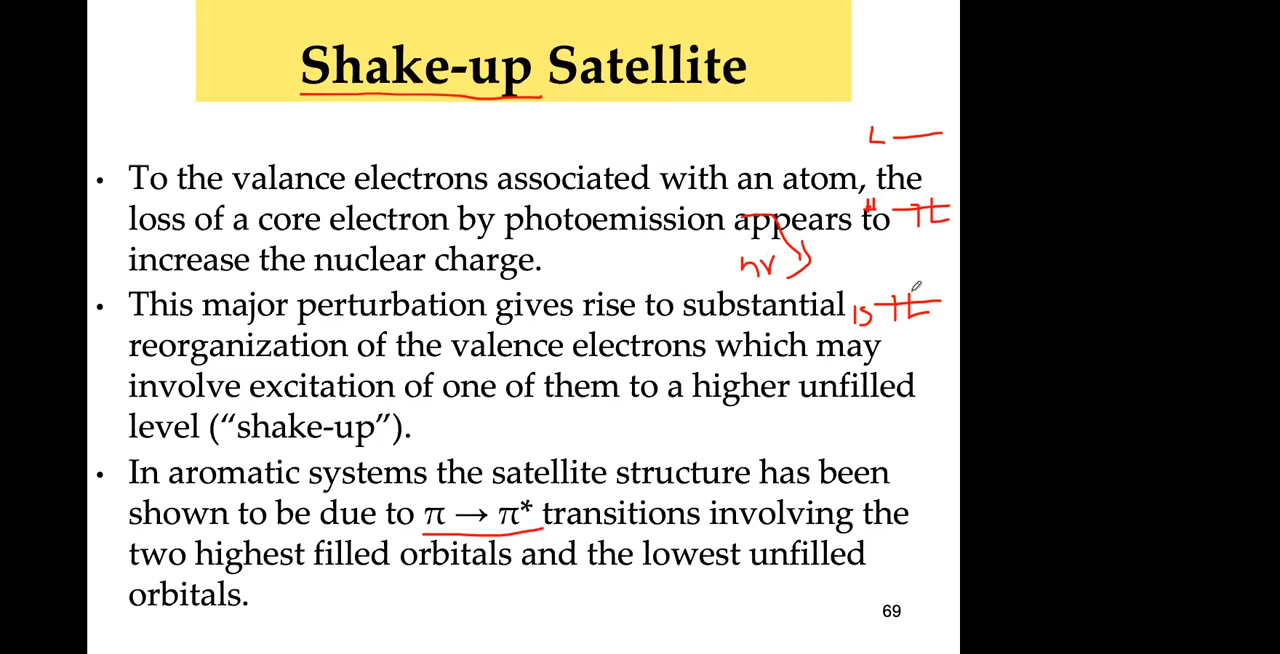 Shake-up Satellite
L
• To the valance electrons associated with an atom, the
loss of a core electron by photoemission appears to
H
increase the nuclear charge.
hν
• This major perturbation gives rise to substantial
1S
reorganization of the valence electrons which may
involve excitation of one of them to a higher unfilled
level (“shake-up”).
• In aromatic systems the satellite structure has been
shown to be due to π → π* transitions involving the
two highest filled orbitals and the lowest unfilled
orbitals.
69